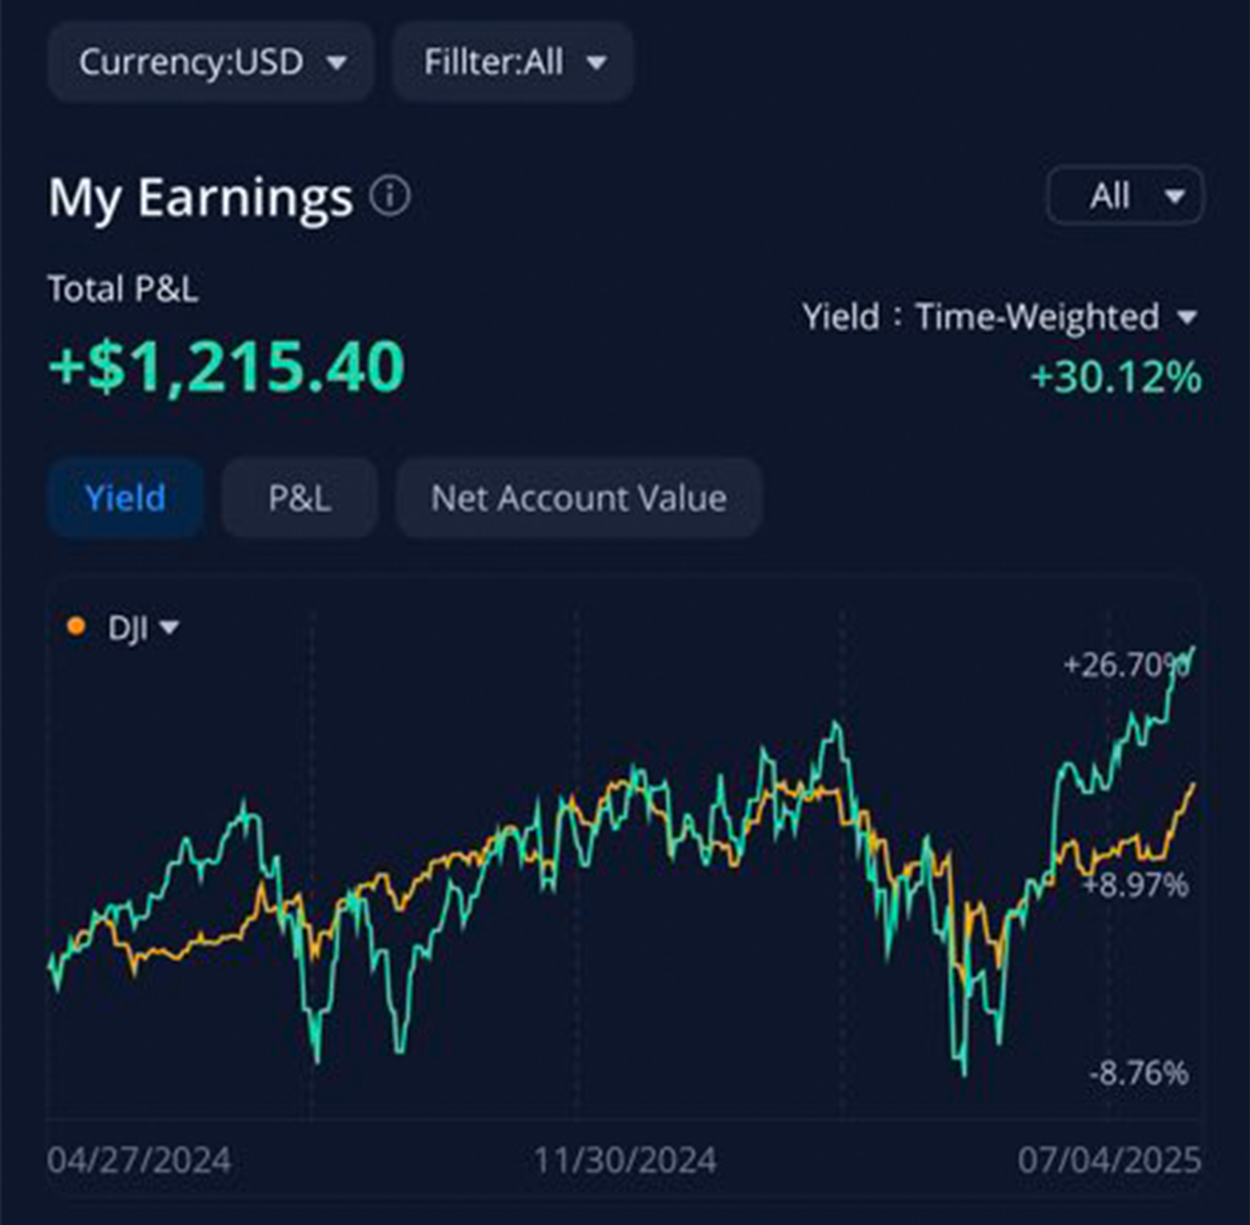 Currency:USD
Fillter:All
My Earnings
All
Total P&L
Yield : Time-Weighted
+$1,215.40
+30.12%
Yield
P&L
Net Account Value
DJI
+26.70%
+8.97%
-8.76%
04/27/2024
11/30/2024
07/04/2025